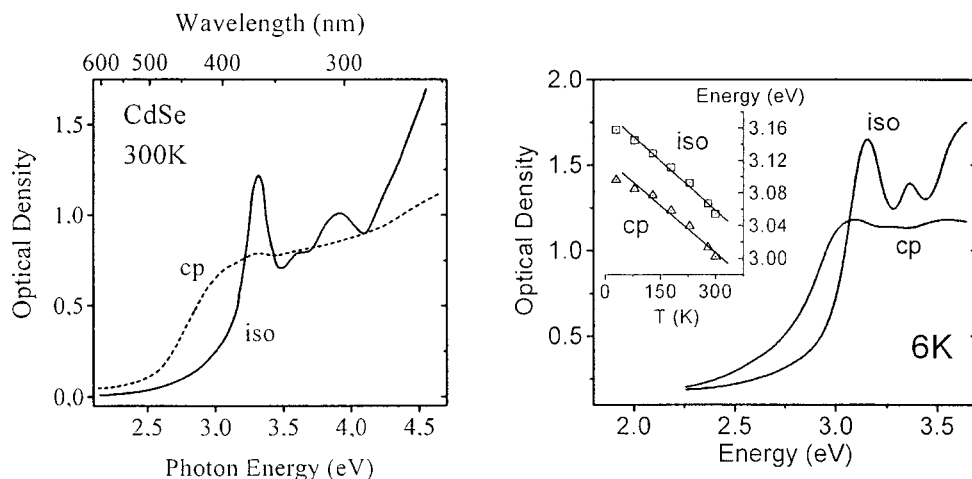 Wavelength (nm)
600 500 400 300
CdSe
300K
cp
iso
Optical Density
0.0
0.5
1.0
1.5
2.5 3.0 3.5 4.0 4.5
Photon Energy (eV)
2.0
1.5
1.0
0.5
Optical Density
Energy (eV)
3.16
3.12
3.08
3.04
3.00
iso
cp
0 150 300
T (K)
iso
cp
6K
2.0 2.5 3.0 3.5
Energy (eV)